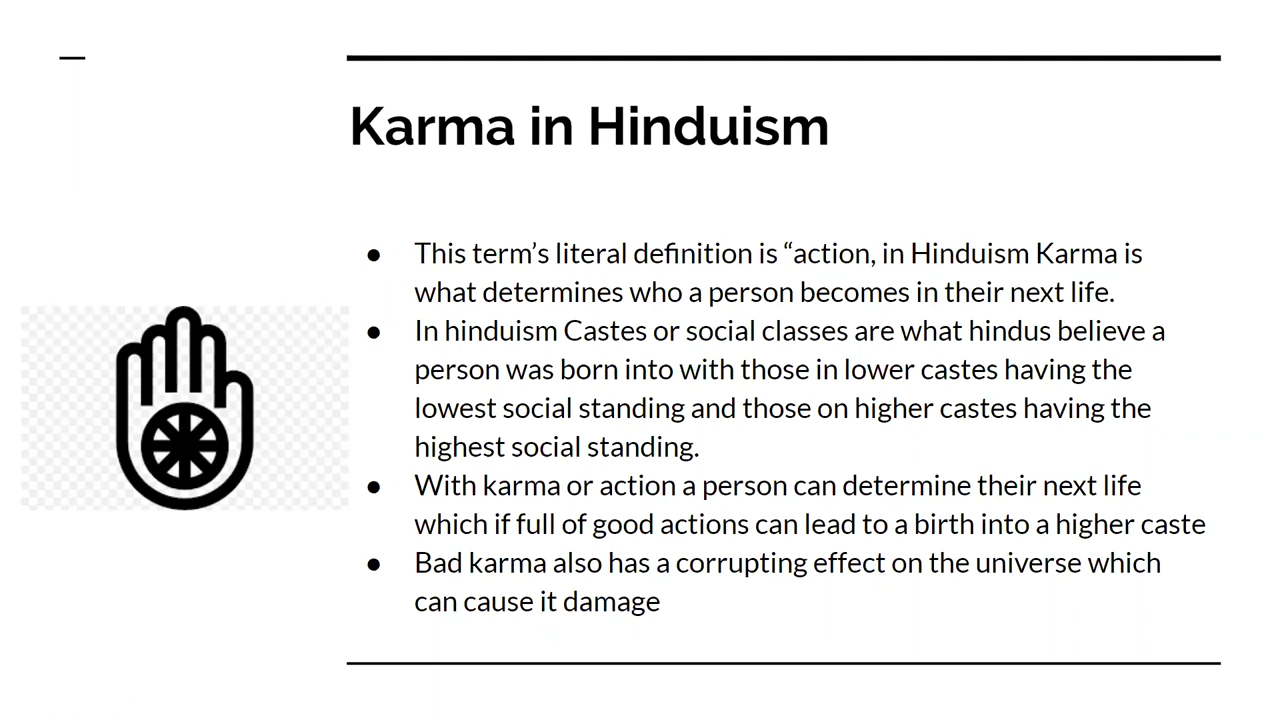 Karma in Hinduism
● This term’s literal definition is “action, in Hinduism Karma is
what determines who a person becomes in their next life.
● In hinduism Castes or social classes are what hindus believe a
person was born into with those in lower castes having the
lowest social standing and those on higher castes having the
highest social standing.
● With karma or action a person can determine their next life
which if full of good actions can lead to a birth into a higher caste
● Bad karma also has a corrupting effect on the universe which
can cause it damage